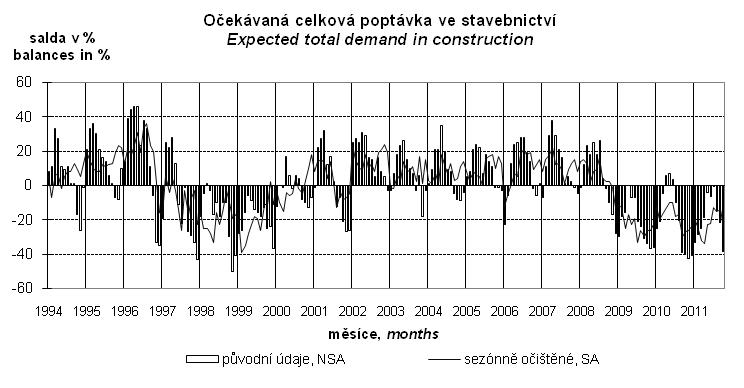 Očekávaná celková poptávka ve stavebnictví
Expected total demand in construction
salda v %
balances in %
60
40
20
0
-20
-40
-60
1994 1995 1996 1997 1998 1999 2000 2001 2002 2003 2004 2005 2006 2007 2008 2009 2010 2011
měsíce, months
původní údaje, NSA sezónně očištěné, SA